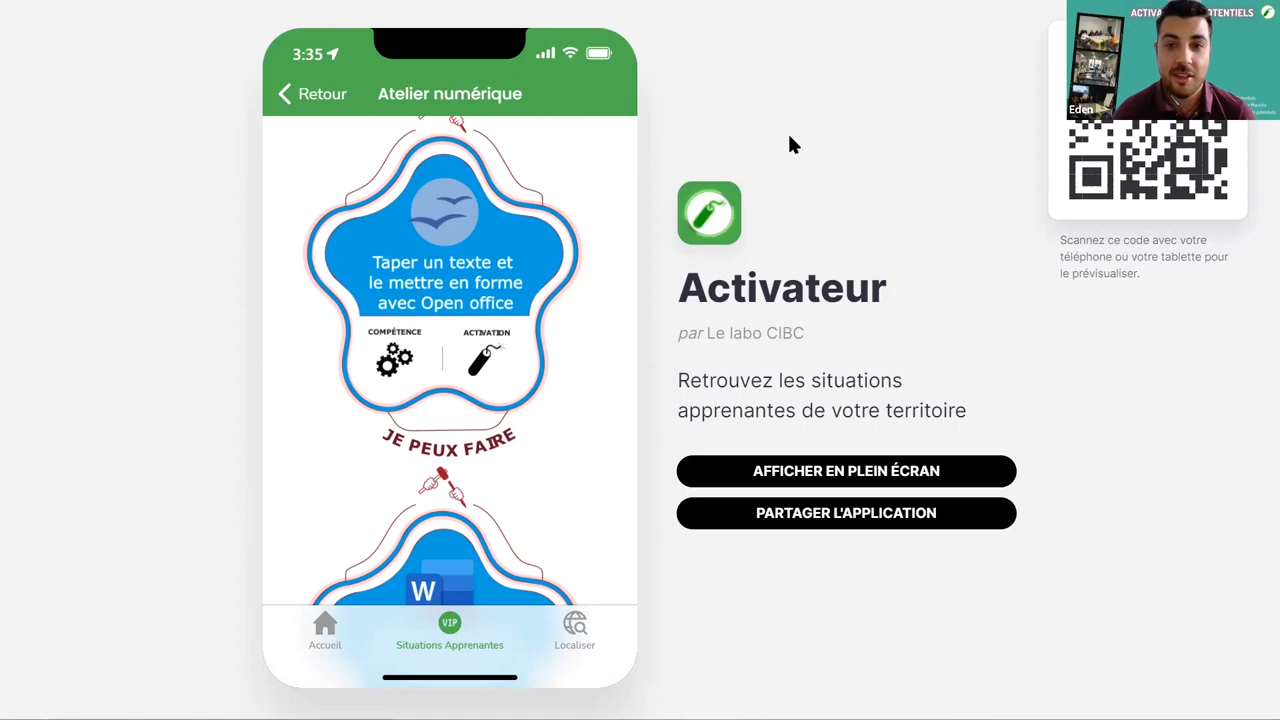 3:35
Retour
Atelier numérique
Taper un texte et
le mettre en forme
avec Open office
COMPÉTENCE
ACTIVATION
JE PEUX FAIRE
W
Accueil
VIP
Situations Apprenantes
Localiser
Activateur
par Le labo CIBC
Retrouvez les situations
apprenantes de votre territoire
AFFICHER EN PLEIN ÉCRAN
PARTAGER L'APPLICATION
Eden
Scannez ce code avec votre
téléphone ou votre tablette pour
le prévisualiser.